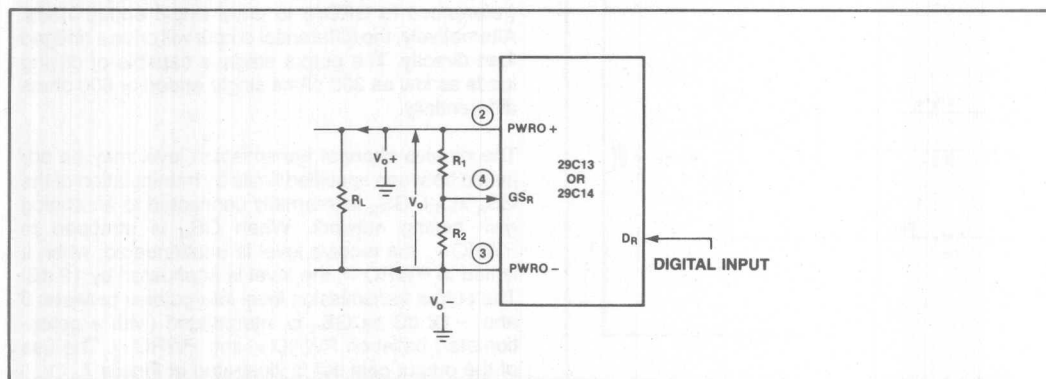 2
PWRO +
Vo+
R1
29C13
OR
29C14
4
RL
Vo
GSR
R2
DR
DIGITAL INPUT
3
PWRO −
Vo